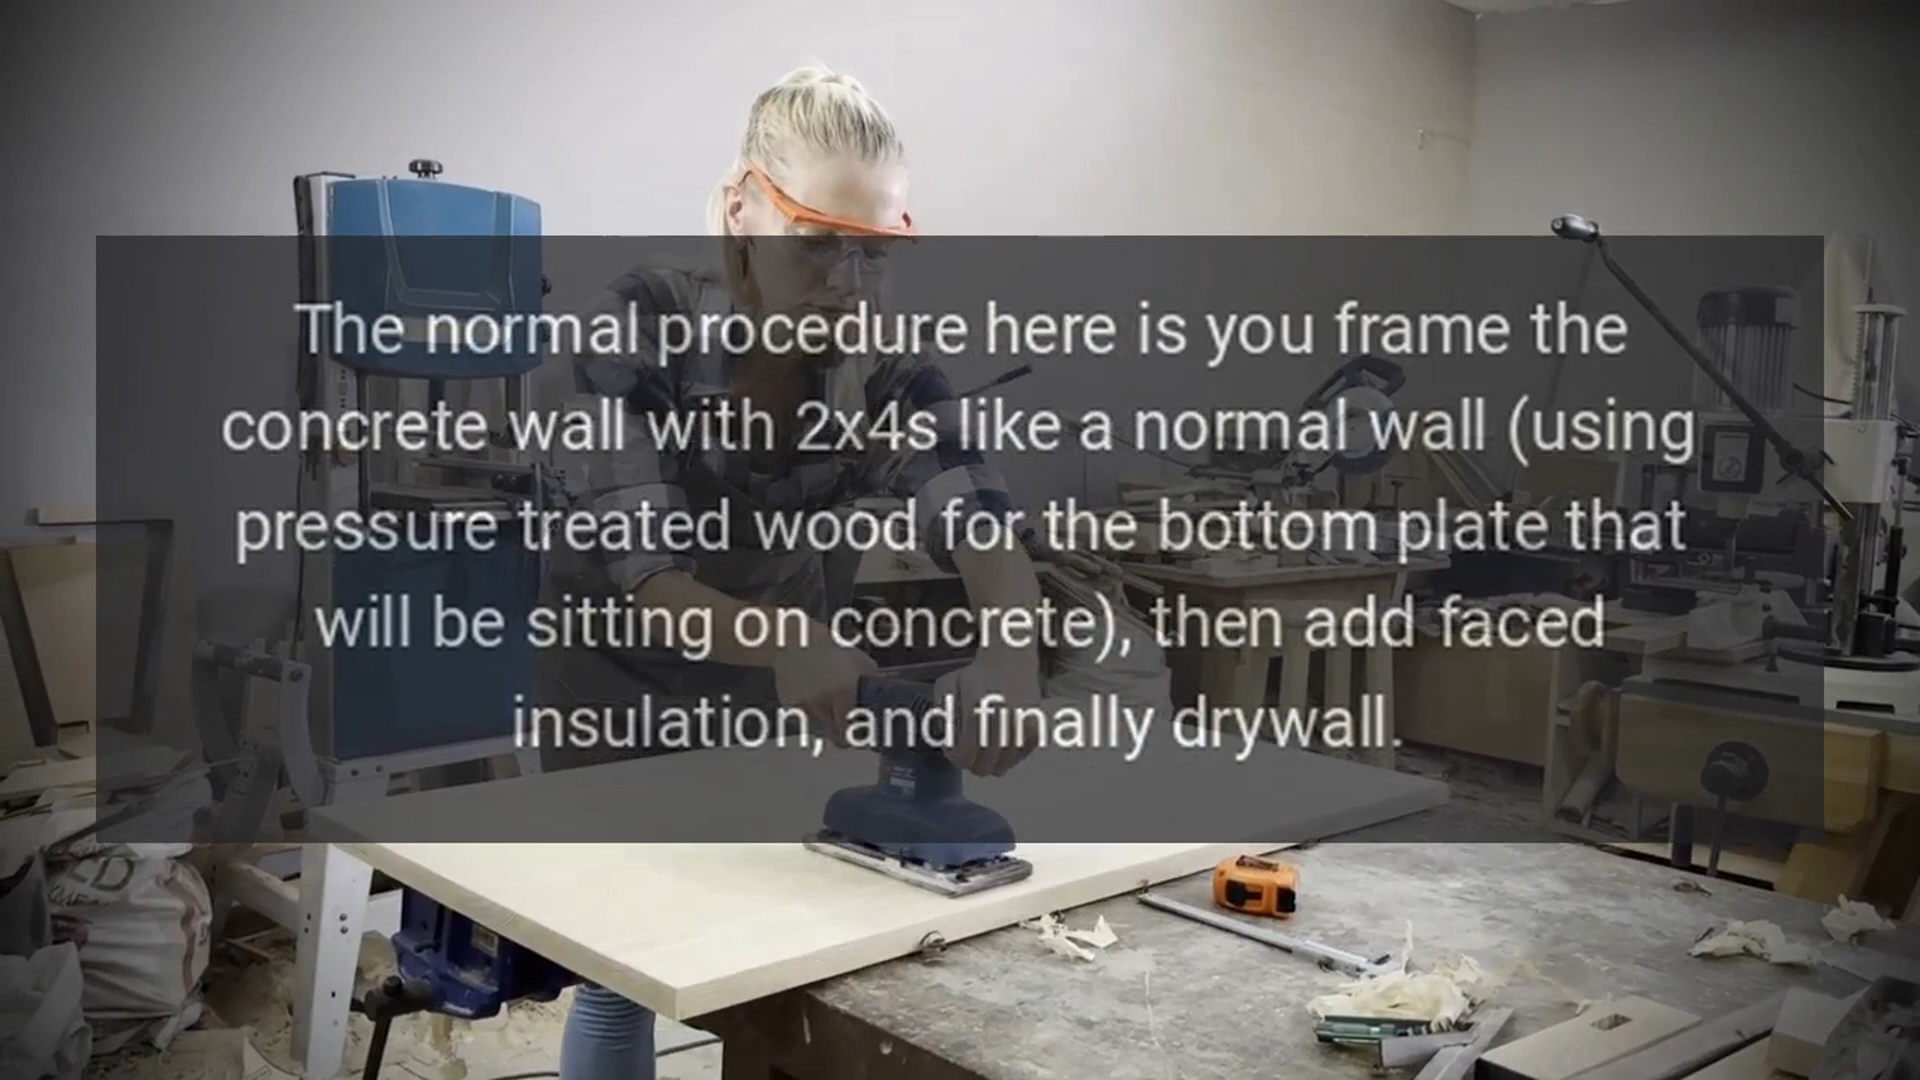 The normal procedure here is you frame the
concrete wall with 2x4s like a normal wall (using
pressure treated wood for the bottom plate that
will be sitting on concrete), then add faced
insulation, and finally drywall.